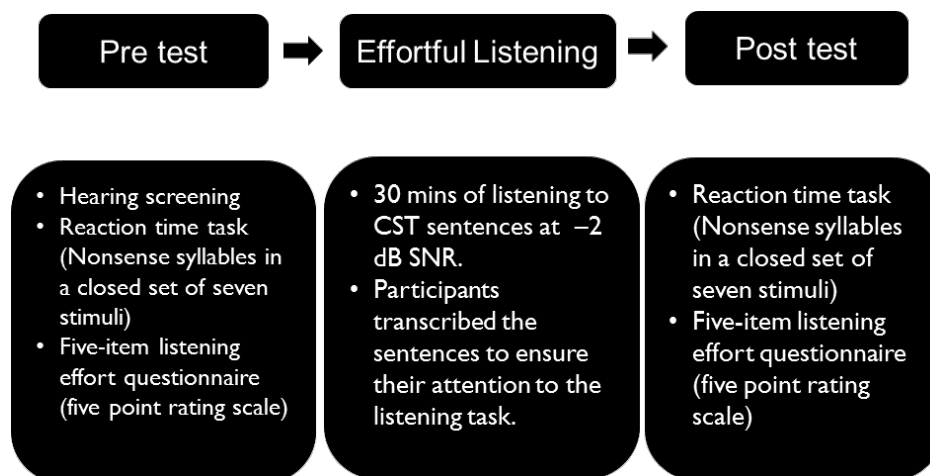 Pre test
Effortful Listening
Post test
• Hearing screening
• Reaction time task
(Nonsense syllables in
a closed set of seven
stimuli)
• Five-item listening
effort questionnaire
(five point rating scale)
• 30 mins of listening to
CST sentences at –2
dB SNR.
• Participants
transcribed the
sentences to ensure
their attention to the
listening task.
• Reaction time task
(Nonsense syllables
in a closed set of
seven stimuli)
• Five-item listening
effort questionnaire
(five point rating
scale)